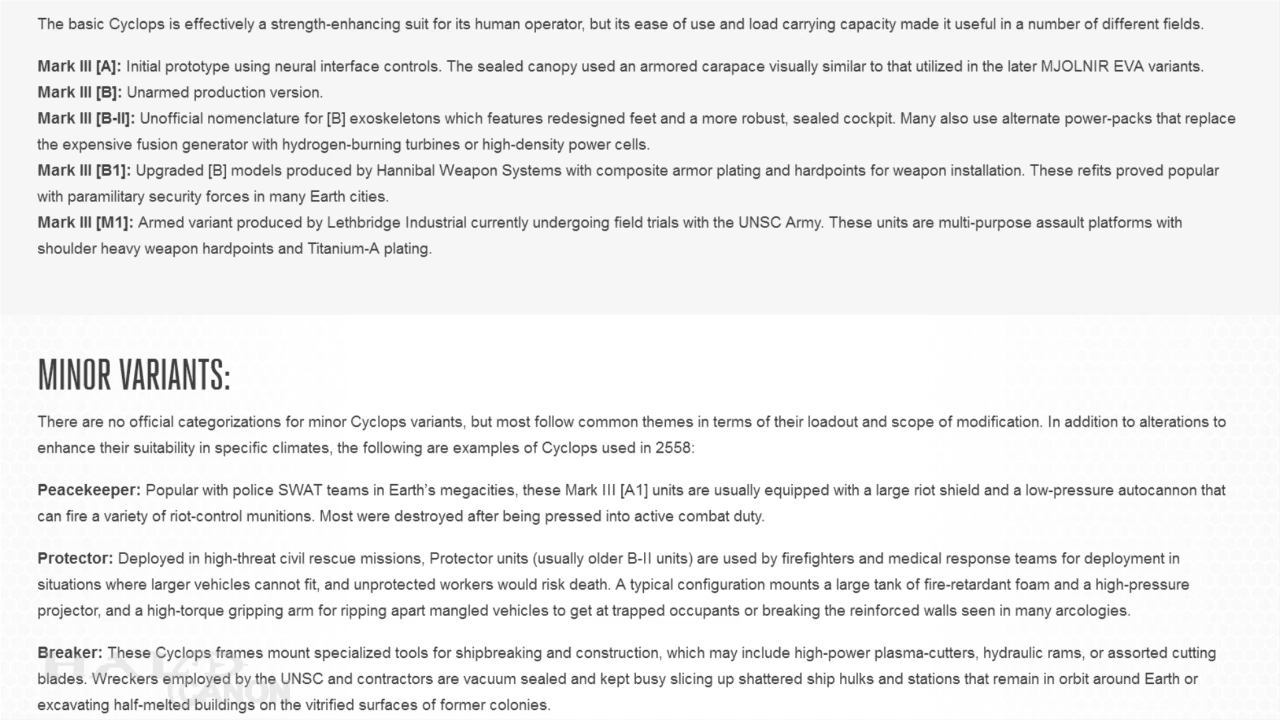 The basic Cyclops is effectively a strength-enhancing suit for its human operator, but its ease of use and load carrying capacity made it useful in a number of different fields.
Mark III [A]: Initial prototype using neural interface controls. The sealed canopy used an armored carapace visually similar to that utilized in the later MJOLNIR EVA variants.
Mark III [B]: Unarmed production version.
Mark III [B-II]: Unofficial nomenclature for [B] exoskeletons which features redesigned feet and a more robust, sealed cockpit. Many also use alternate power-packs that replace
the expensive fusion generator with hydrogen-burning turbines or high-density power cells.
Mark III [B1]: Upgraded [B] models produced by Hannibal Weapon Systems with composite armor plating and hardpoints for weapon installation. These refits proved popular
with paramilitary security forces in many Earth cities.
Mark III [M1]: Armed variant produced by Lethbridge Industrial currently undergoing field trials with the UNSC Army. These units are multi-purpose assault platforms with
shoulder heavy weapon hardpoints and Titanium-A plating.
MINOR VARIANTS:
There are no official categorizations for minor Cyclops variants, but most follow common themes in terms of their loadout and scope of modification. In addition to alterations to
enhance their suitability in specific climates, the following are examples of Cyclops used in 2558:
Peacekeeper: Popular with police SWAT teams in Earth's megacities, these Mark III [A1] units are usually equipped with a large riot shield and a low-pressure autocannon that
can fire a variety of riot-control munitions. Most were destroyed after being pressed into active combat duty.
Protector: Deployed in high-threat civil rescue missions, Protector units (usually older B-II units) are used by firefighters and medical response teams for deployment in
situations where larger vehicles cannot fit, and unprotected workers would risk death. A typical configuration mounts a large tank of fire-retardant foam and a high-pressure
projector, and a high-torque gripping arm for ripping apart mangled vehicles to get at trapped occupants or breaking the reinforced walls seen in many arcologies.
Breaker: These Cyclops frames mount specialized tools for shipbreaking and construction, which may include high-power plasma-cutters, hydraulic rams, or assorted cutting
blades. Wreckers employed by the UNSC and contractors are vacuum sealed and kept busy slicing up shattered ship hulks and stations that remain in orbit around Earth or
excavating half-melted buildings on the vitrified surfaces of former colonies.
CANON